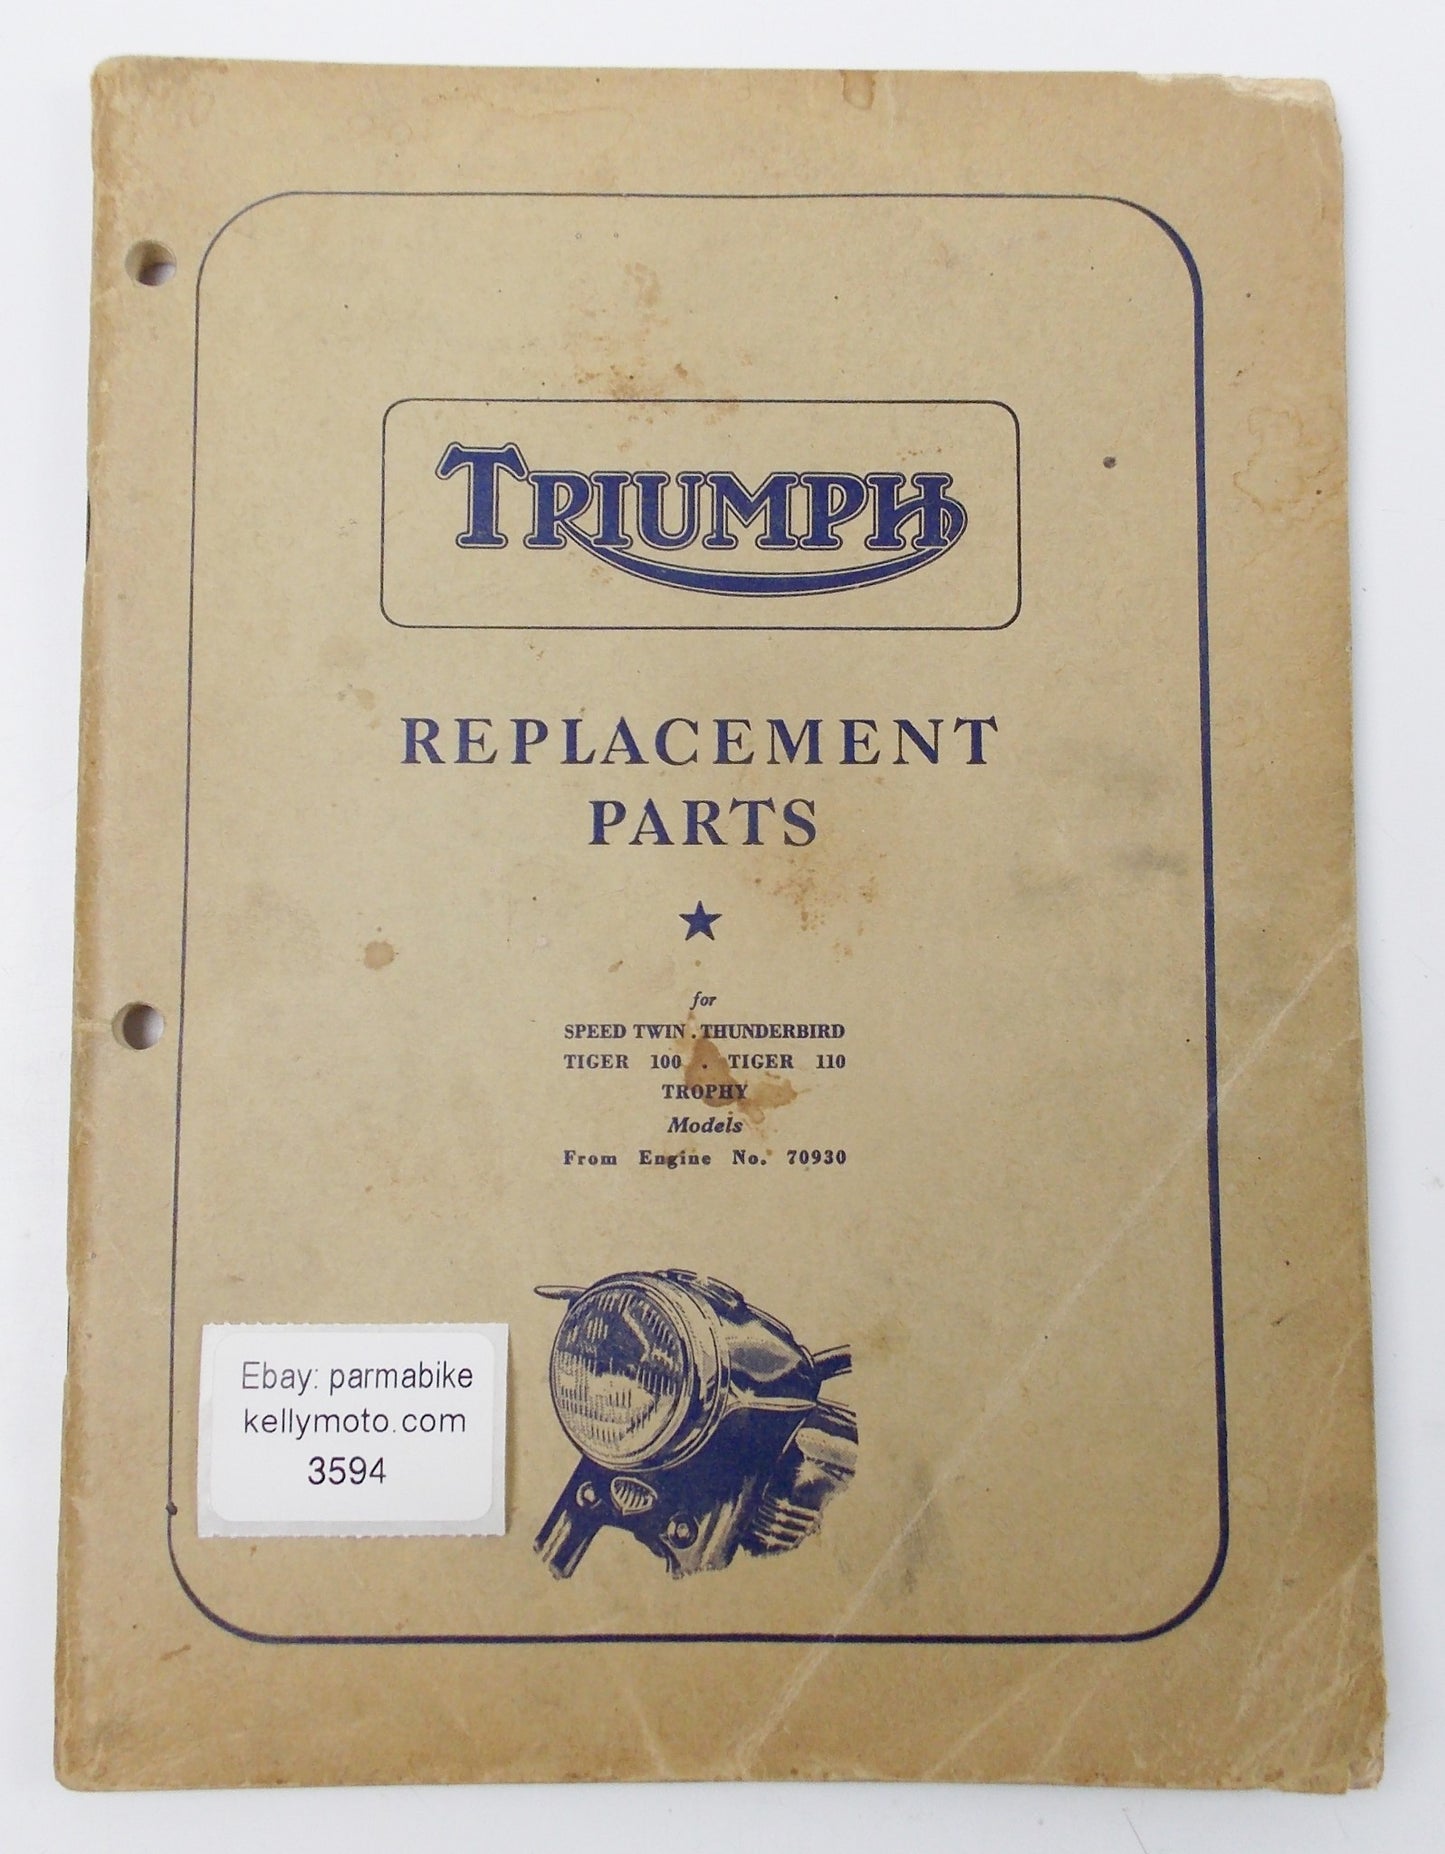 TRIUMPH
REPLACEMENT
PARTS
for
SPEED TWIN . THUNDERBIRD
TIGER 100 . TIGER 110
TROPHY
Models
From Engine No. 70930
Ebay: parmabike
kellymoto.com
3594